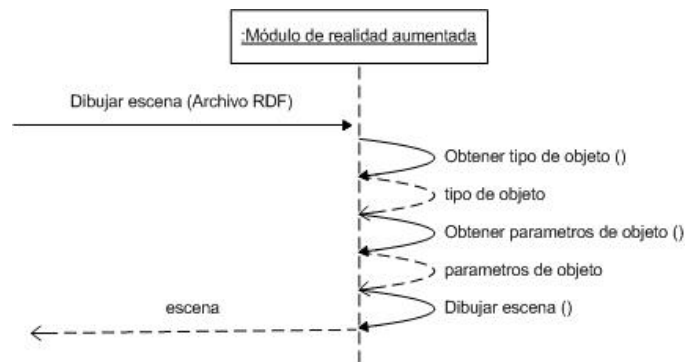 :Módulo de realidad aumentada
Dibujar escena (Archivo RDF)
Obtener tipo de objeto ()
tipo de objeto
Obtener parametros de objeto ()
parametros de objeto
Dibujar escena ()
escena